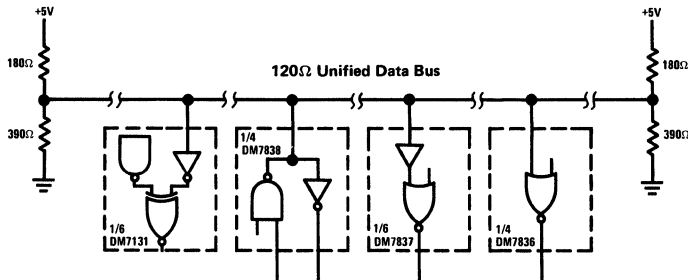 +5V
+5V
180Ω
180Ω
120Ω Unified Data Bus
390Ω
390Ω
1/4
DM7838
1/6
DM7131
1/6
DM7837
1/4
DM7836